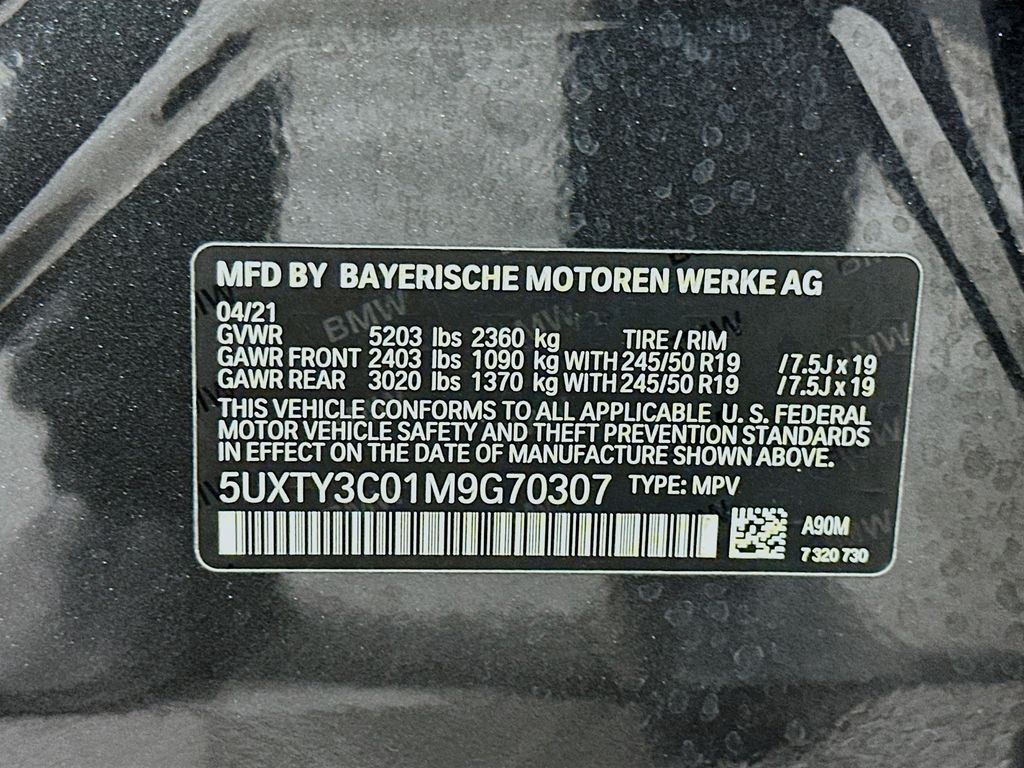 MFD BY BAYERISCHE MOTOREN WERKE AG
04/21
GVWR 5203 lbs 2360 kg TIRE / RIM
GAWR FRONT 2403 lbs 1090 kg WITH 245/50 R19 /7.5J x 19
GAWR REAR 3020 lbs 1370 kg WITH 245/50 R19 /7.5J x 19
THIS VEHICLE CONFORMS TO ALL APPLICABLE U. S. FEDERAL
MOTOR VEHICLE SAFETY AND THEFT PREVENTION STANDARDS
IN EFFECT ON THE DATE OF MANUFACTURE SHOWN ABOVE.
5UXTY3C01M9G70307 TYPE: MPV
A90M
7 320 730